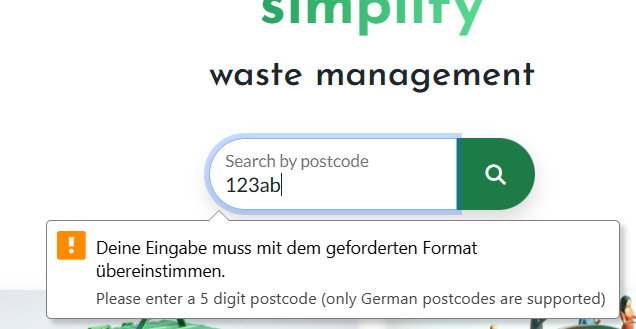 simplify
waste management
Search by postcode
123ab
Deine Eingabe muss mit dem geforderten Format
übereinstimmen.
Please enter a 5 digit postcode (only German postcodes are supported)